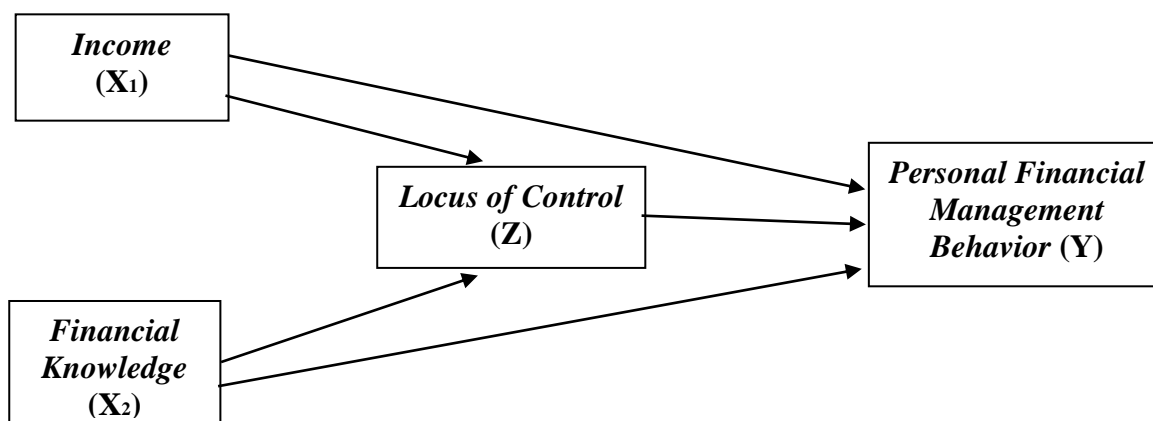 Income
(X1)
Locus of Control
(Z)
Personal Financial
Management
Behavior (Y)
Financial
Knowledge
(X2)